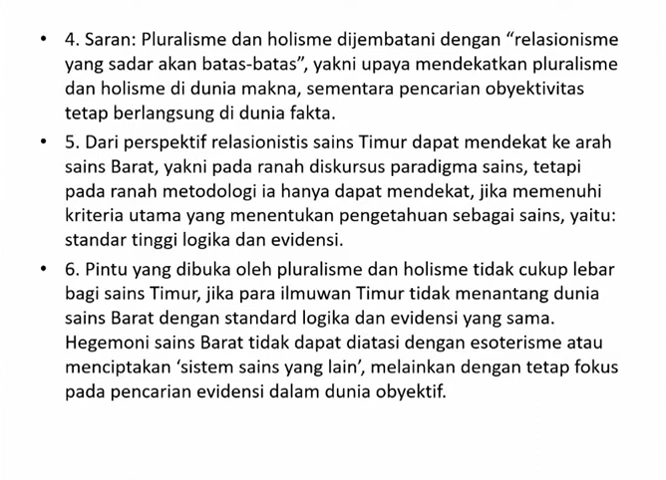 • 4. Saran: Pluralisme dan holisme dijembatani dengan “relasionisme
yang sadar akan batas-batas”, yakni upaya mendekatkan pluralisme
dan holisme di dunia makna, sementara pencarian obyektivitas
tetap berlangsung di dunia fakta.
• 5. Dari perspektif relasionistis sains Timur dapat mendekat ke arah
sains Barat, yakni pada ranah diskursus paradigma sains, tetapi
pada ranah metodologi ia hanya dapat mendekat, jika memenuhi
kriteria utama yang menentukan pengetahuan sebagai sains, yaitu:
standar tinggi logika dan evidensi.
• 6. Pintu yang dibuka oleh pluralisme dan holisme tidak cukup lebar
bagi sains Timur, jika para ilmuwan Timur tidak menantang dunia
sains Barat dengan standard logika dan evidensi yang sama.
Hegemoni sains Barat tidak dapat diatasi dengan esoterisme atau
menciptakan ‘sistem sains yang lain’, melainkan dengan tetap fokus
pada pencarian evidensi dalam dunia obyektif.